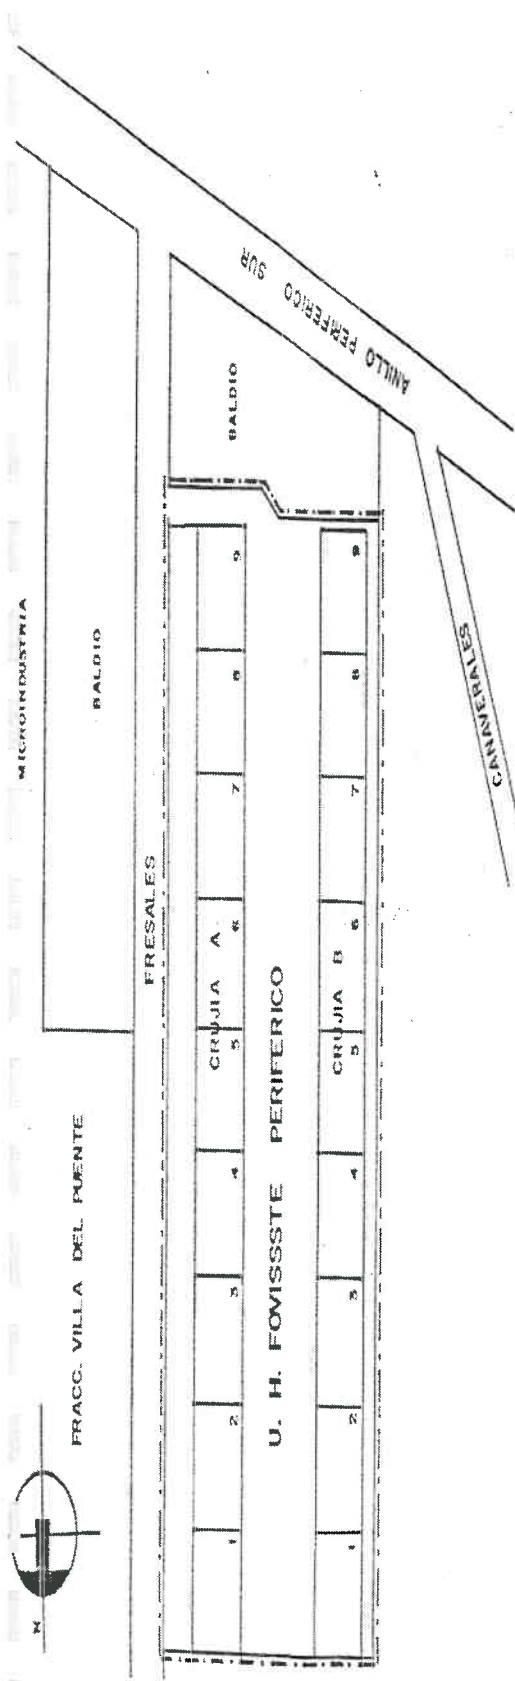 N
FRACC. VILLA DEL PUENTE
MICROINDUSTRIA
BALDIO
FRESALES
BALDIO
ANILLO PERIFERICO SUR
CRUJIA A
1 2 3 4 5 6 7 8 9
U. H. FOVISSSTE PERIFERICO
CRUJIA B
1 2 3 4 5 6 7 8 9
CANAVERALES